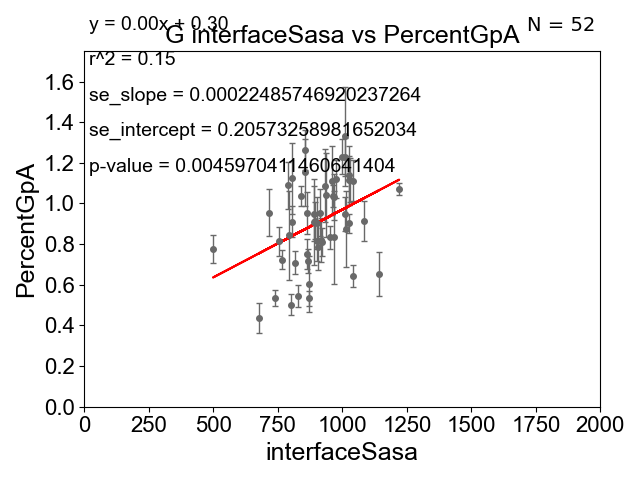 y = 0.00x + 0.30
N = 52
G interfaceSasa vs PercentGpA
r^2 = 0.15
se_slope = 0.00022485746920237264
se_intercept = 0.20573258981652034
p-value = 0.0045970411460641404
PercentGpA
1.6
1.4
1.2
1.0
0.8
0.6
0.4
0.2
0.0
0 250 500 750 1000 1250 1500 1750 2000
interfaceSasa